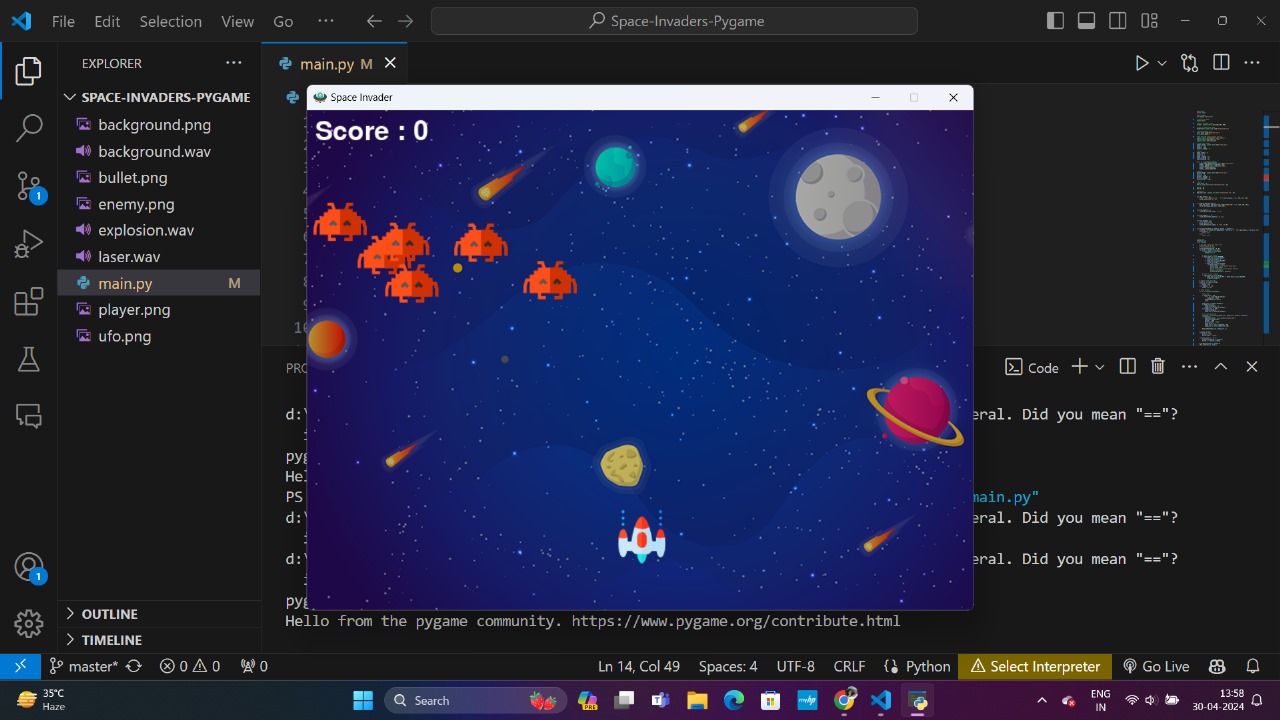 File Edit Selection View Go ··· Space-Invaders-Pygame
EXPLORER ···
main.py M
SPACE-INVADERS-PYGAME
background.png
background.wav
bullet.png
enemy.png
explosion.wav
laser.wav
main.py M
player.png
ufo.png
OUTLINE
TIMELINE
Space Invader
Score : 0
Code
d:\ eral. Did you mean "=="?
pyg
He
PS main.py"
d:\ eral. Did you mean "=="?
d:\ eral. Did you mean "=="?
pyg
Hello from the pygame community. https://www.pygame.org/contribute.html
1
1
master* 0 0 0 Ln 14, Col 49 Spaces: 4 UTF-8 CRLF Python Select Interpreter Go Live
35°C
Haze
Search
PRE
ENG
IN
13:58
30-04-2024